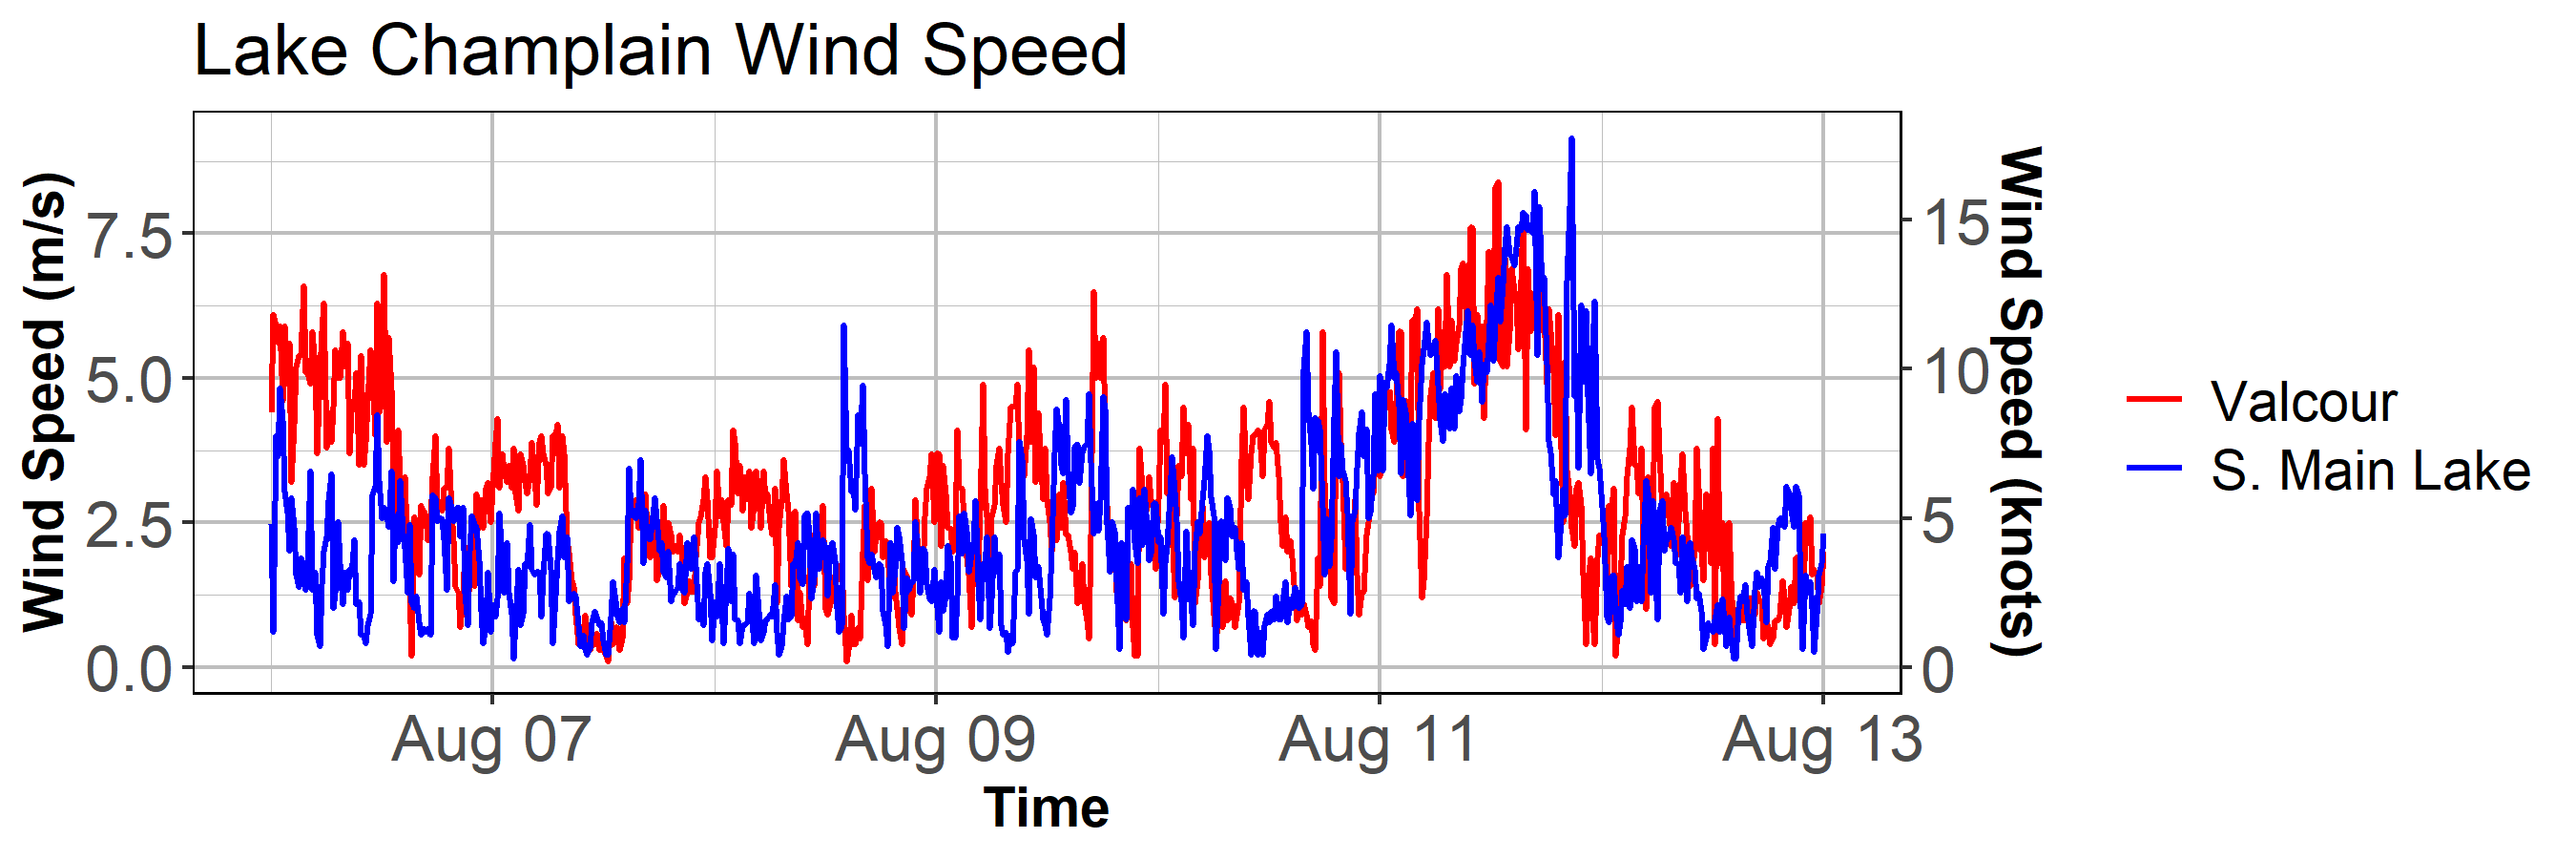 Lake Champlain Wind Speed
Wind Speed (m/s)
7.5
5.0
2.5
0.0
15
10
5
0
Wind Speed (knots)
Aug 07
Aug 09
Aug 11
Aug 13
Time
Valcour
S. Main Lake